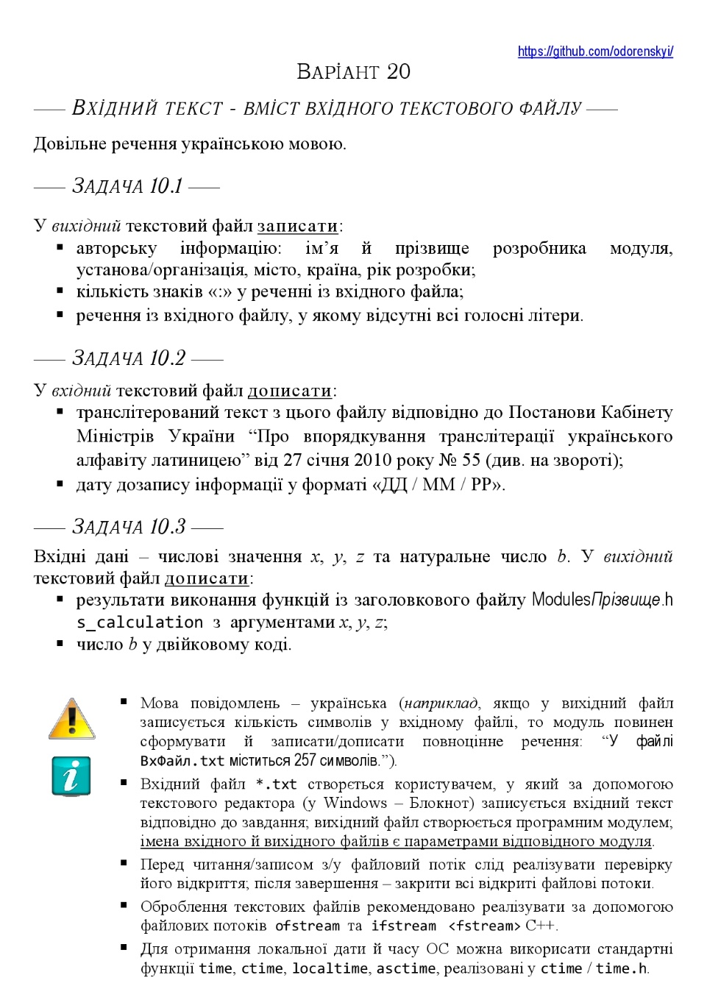 https://github.com/odorenskyi/
ВАРІАНТ 20
ВХІДНИЙ ТЕКСТ - ВМІСТ ВХІДНОГО ТЕКСТОВОГО ФАЙЛУ
Довільне речення українською мовою.
ЗАДАЧА 10.1
У вихідний текстовий файл записати:
▪ авторську інформацію: ім’я й прізвище розробника модуля,
установа/організація, місто, країна, рік розробки;
▪ кількість знаків «:» у реченні із вхідного файла;
▪ речення із вхідного файлу, у якому відсутні всі голосні літери.
ЗАДАЧА 10.2
У вхідний текстовий файл дописати:
▪ транслітерований текст з цього файлу відповідно до Постанови Кабінету
Міністрів України “Про впорядкування транслітерації українського
алфавіту латиницею” від 27 січня 2010 року № 55 (див. на звороті);
▪ дату дозапису інформації у форматі «ДД / ММ / РР».
ЗАДАЧА 10.3
Вхідні дані – числові значення x, y, z та натуральне число b. У вихідний
текстовий файл дописати:
▪ результати виконання функцій із заголовкового файлу ModulesПрізвище.h
s_calculation з аргументами x, y, z;
▪ число b у двійковому коді.
▪ Мова повідомлень – українська (наприклад, якщо у вихідний файл
записується кількість символів у вхідному файлі, то модуль повинен
сформувати й записати/дописати повноцінне речення: “У файлі
ВхФайл.txt міститься 257 символів.”).
▪ Вхідний файл *.txt створється користувачем, у який за допомогою
текстового редактора (у Windows – Блокнот) записується вхідний текст
відповідно до завдання; вихідний файл створюється програмним модулем;
імена вхідного й вихідного файлів є параметрами відповідного модуля.
▪ Перед читання/записом з/у файловий потік слід реалізувати перевірку
його відкриття; після завершення – закрити всі відкриті файлові потоки.
▪ Оброблення текстових файлів рекомендовано реалізувати за допомогою
файлових потоків ofstream та ifstream <fstream> С++.
▪ Для отримання локальної дати й часу ОС можна викорисати стандартні
функції time, ctime, localtime, asctime, реалізовані у ctime / time.h.